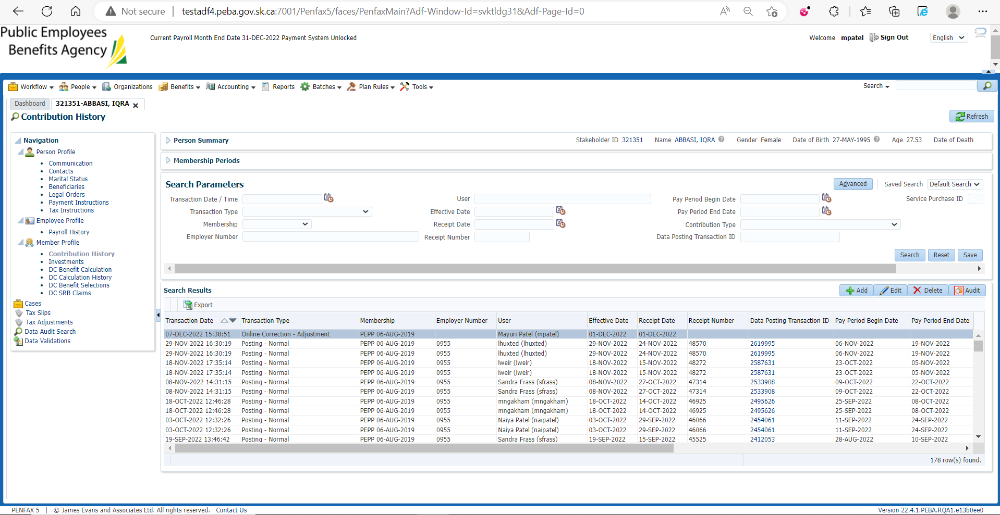 Not secure | testadf4.peba.gov.sk.ca:7001/Penfax5/faces/PenfaxMain?Adf-Window-Id=svktldg31&Adf-Page-Id=0
Public Employees
Benefits Agency
Current Payroll Month End Date 31-DEC-2022 Payment System Unlocked
Welcome mpatel Sign Out English
Workflow People Organizations Benefits Accounting Reports Batches Plan Rules Tools Search
Dashboard 321351-ABBASI, IQRA
Contribution History
Refresh
Navigation
Person Profile
Communication
Contacts
Marital Status
Beneficiaries
Legal Orders
Payment Instructions
Tax Instructions
Employee Profile
Payroll History
Member Profile
Contribution History
Investments
DC Benefit Calculation
DC Calculation History
DC Benefit Selections
DC SRB Claims
Cases
Tax Slips
Tax Adjustments
Data Audit Search
Data Validations
Person Summary Stakeholder ID 321351 Name ABBASI, IQRA Gender Female Date of Birth 27-MAY-1995 Age 27.53 Date of Death
Membership Periods
Search Parameters Advanced Saved Search Default Search
Transaction Date / Time User Pay Period Begin Date Service Purchase ID
Transaction Type Effective Date Pay Period End Date
Membership Receipt Date Contribution Type
Employer Number Receipt Number Data Posting Transaction ID
Search Reset Save
Search Results Add Edit Delete Audit
Export
Transaction Date Transaction Type Membership Employer Number User Effective Date Receipt Date Receipt Number Data Posting Transaction ID Pay Period Begin Date Pay Period End Date
07-DEC-2022 15:38:51 Online Correction - Adjustment PEPP 06-AUG-2019 Mayuri Patel (mpatel) 01-DEC-2022 01-DEC-2022
29-NOV-2022 16:30:19 Posting - Normal PEPP 06-AUG-2019 0955 lhuxted (lhuxted) 29-NOV-2022 24-NOV-2022 48570 2619995 06-NOV-2022 19-NOV-2022
29-NOV-2022 16:30:19 Posting - Normal PEPP 06-AUG-2019 0955 lhuxted (lhuxted) 29-NOV-2022 24-NOV-2022 48570 2619995 06-NOV-2022 19-NOV-2022
18-NOV-2022 17:35:14 Posting - Normal PEPP 06-AUG-2019 0955 lweir (lweir) 18-NOV-2022 15-NOV-2022 48272 2587631 23-OCT-2022 05-NOV-2022
18-NOV-2022 17:35:14 Posting - Normal PEPP 06-AUG-2019 0955 lweir (lweir) 18-NOV-2022 15-NOV-2022 48272 2587631 23-OCT-2022 05-NOV-2022
08-NOV-2022 14:31:15 Posting - Normal PEPP 06-AUG-2019 0955 Sandra Frass (sfrass) 08-NOV-2022 27-OCT-2022 47314 2533908 09-OCT-2022 22-OCT-2022
08-NOV-2022 14:31:15 Posting - Normal PEPP 06-AUG-2019 0955 Sandra Frass (sfrass) 08-NOV-2022 27-OCT-2022 47314 2533908 09-OCT-2022 22-OCT-2022
18-OCT-2022 12:46:28 Posting - Normal PEPP 06-AUG-2019 0955 mngakham (mngakham) 18-OCT-2022 14-OCT-2022 46925 2495626 25-SEP-2022 08-OCT-2022
18-OCT-2022 12:46:28 Posting - Normal PEPP 06-AUG-2019 0955 mngakham (mngakham) 18-OCT-2022 14-OCT-2022 46925 2495626 25-SEP-2022 08-OCT-2022
03-OCT-2022 12:32:26 Posting - Normal PEPP 06-AUG-2019 0955 Naiya Patel (naipatel) 03-OCT-2022 29-SEP-2022 46066 2454061 11-SEP-2022 24-SEP-2022
03-OCT-2022 12:32:26 Posting - Normal PEPP 06-AUG-2019 0955 Naiya Patel (naipatel) 03-OCT-2022 29-SEP-2022 46066 2454061 11-SEP-2022 24-SEP-2022
19-SEP-2022 13:46:42 Posting - Normal PEPP 06-AUG-2019 0955 Sandra Frass (sfrass) 19-SEP-2022 15-SEP-2022 45525 2412053 28-AUG-2022 10-SEP-2022
178 row(s) found.
PENFAX 5 | © James Evans and Associates Ltd. All rights reserved. Contact Us Version 22.4.1.PEBA.RQA1.e13b0ee0